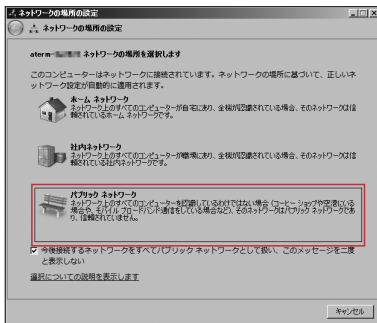 ネットワークの場所の設定
ネットワークの場所の設定
aterm- ネットワークの場所を選択します
このコンピューターはネットワークに接続されています。ネットワークの場所に基づいて、正しいネ
ットワーク設定が自動的に適用されます。
ホーム ネットワーク
ネットワーク上のすべてのコンピューターが自宅にあり、全機が認識されている場合、そのネットワークは信
頼されているホーム ネットワークです。
社内ネットワーク
ネットワーク上のすべてのコンピューターが職場にあり、全機が認識されている場合、そのネットワークは信
頼されている社内ネットワークです。
パブリック ネットワーク
ネットワーク上のすべてのコンピューターを認識しているわけではない場合 (コーヒー ショップや空港にいる
場合や、モバイル ブロードバンド通信をしている場合など)、そのネットワークはパブリック ネットワークであ
り、信頼されていません。
今後接続するネットワークをすべてパブリック ネットワークとして扱い、このメッセージを二度
と表示しない
選択についての説明を表示します
キャンセル